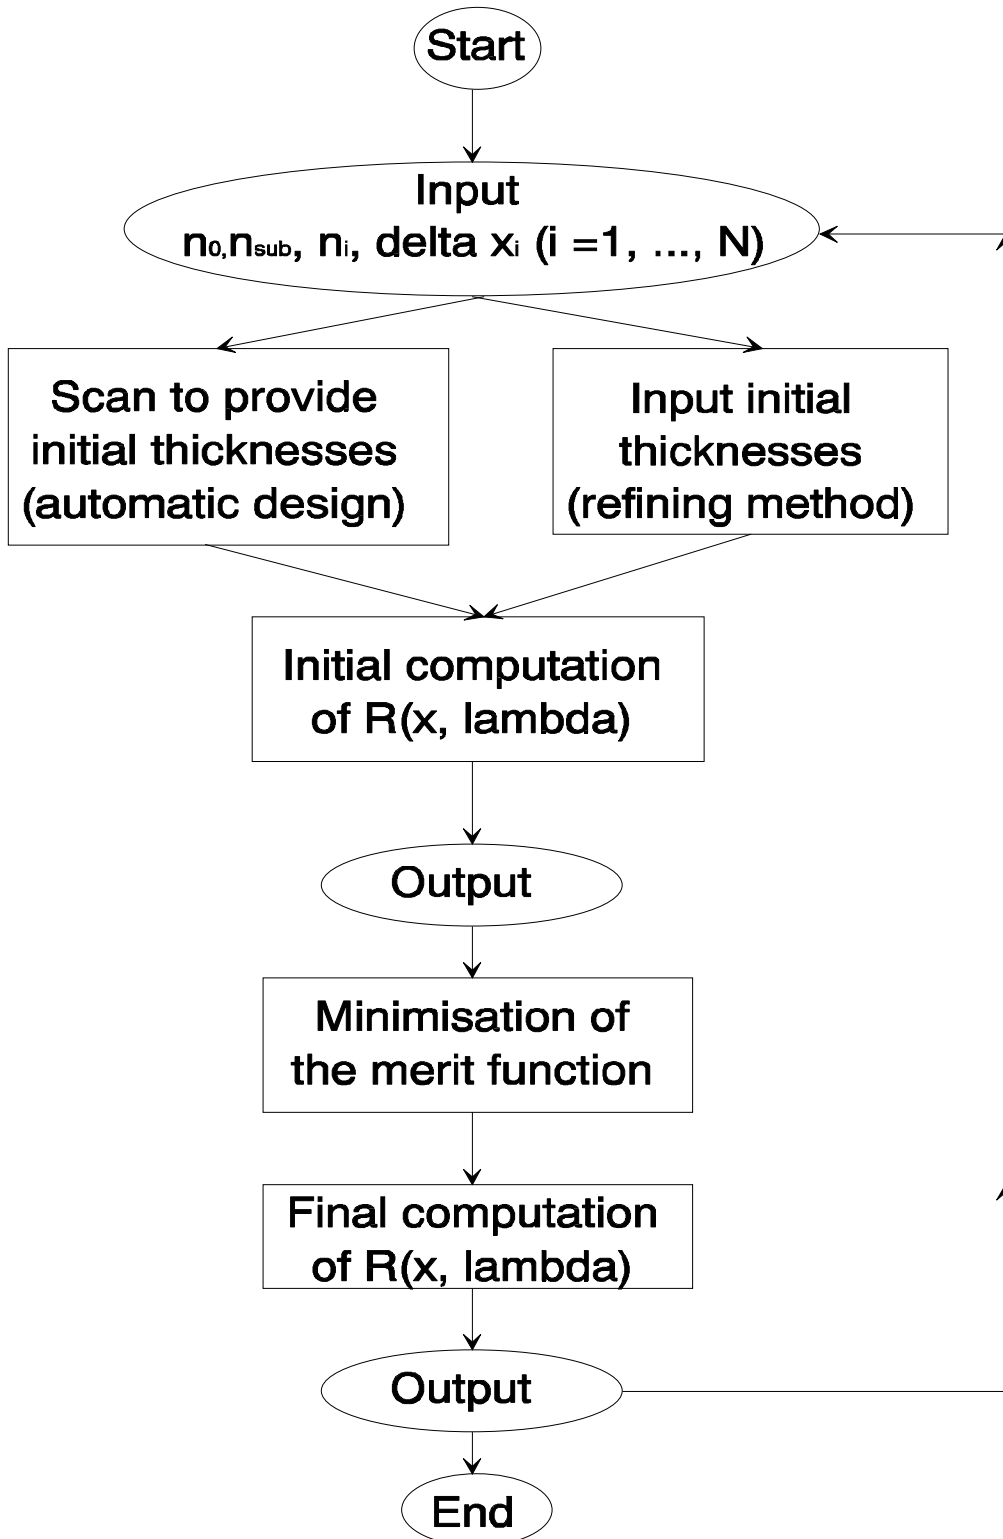 Start
Input
n0,nsub, ni, delta xi (i =1, ..., N)
Scan to provide
initial thicknesses
(automatic design)
Input initial
thicknesses
(refining method)
Initial computation
of R(x, lambda)
Output
Minimisation of
the merit function
Final computation
of R(x, lambda)
Output
End